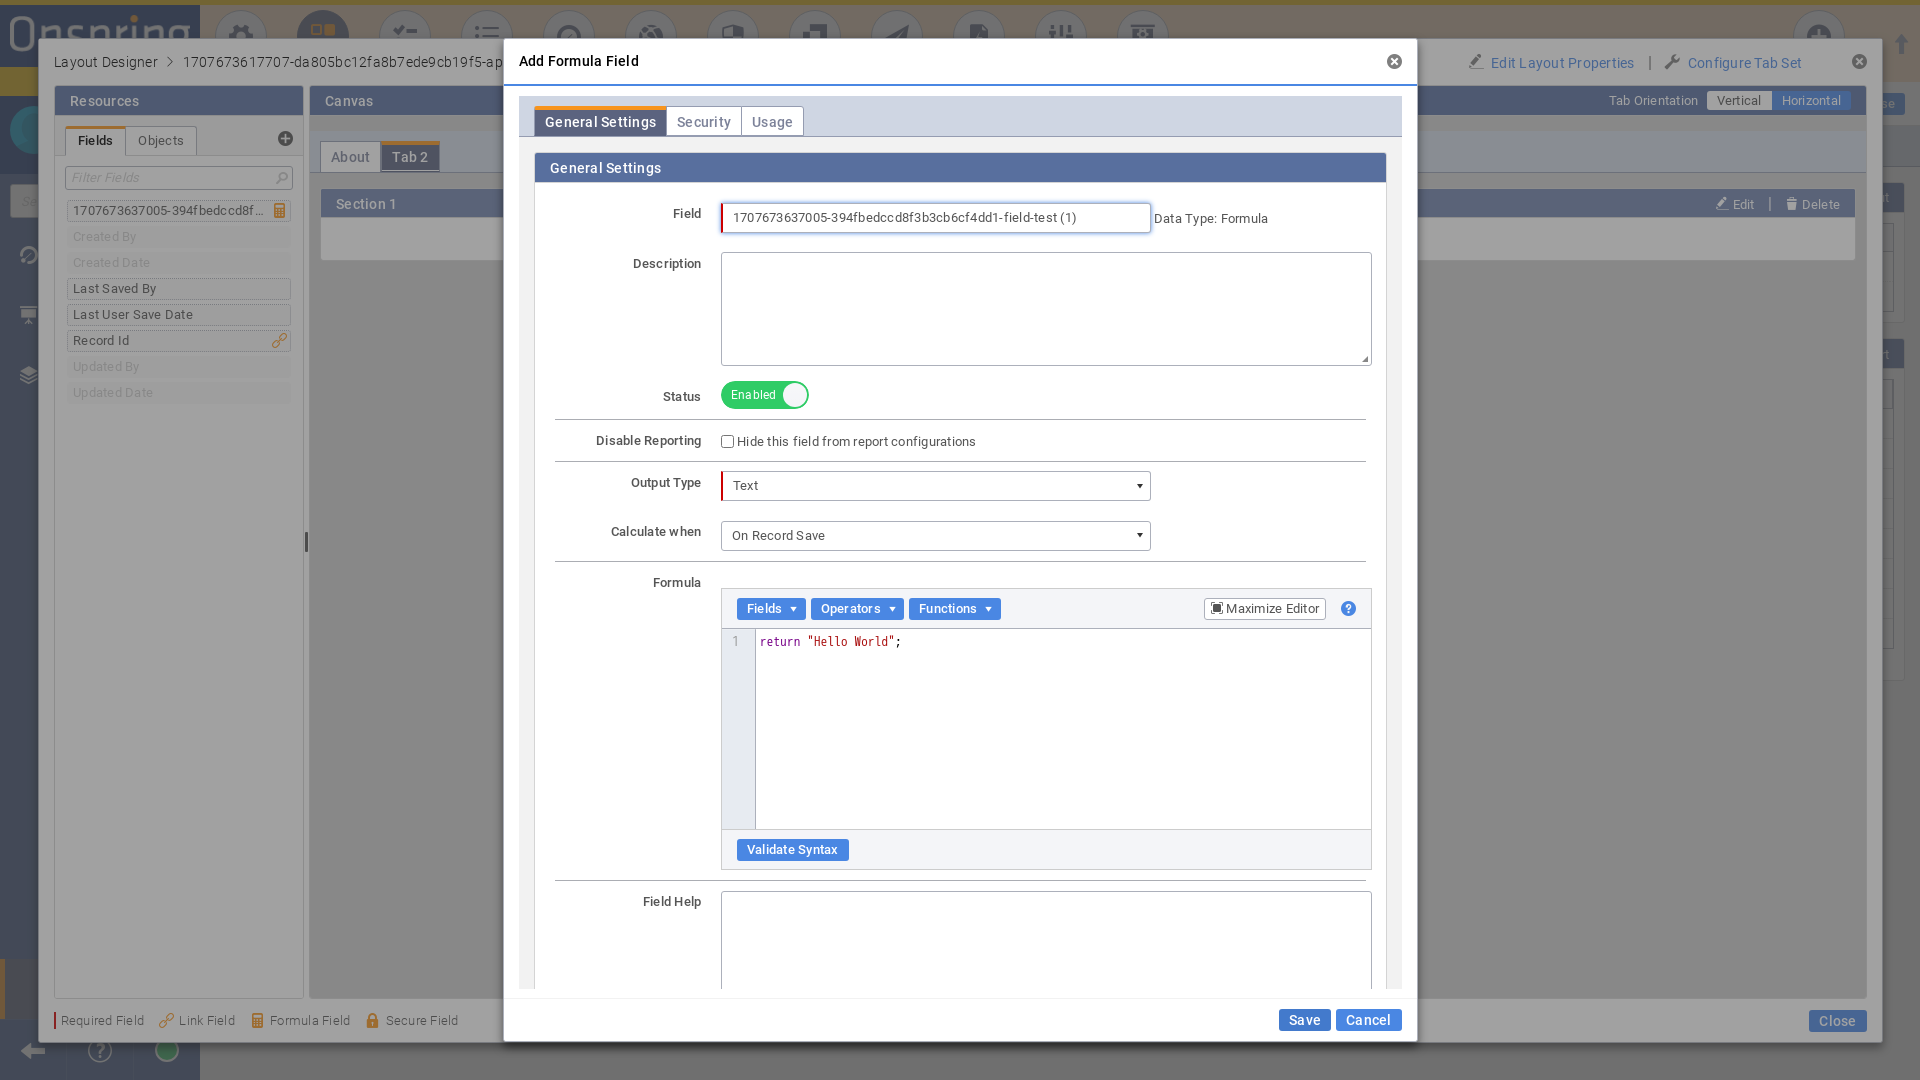 Onspring
Add Formula Field
Layout Designer > 1707673617707-da805bc12fa8b7ede9cb19f5-ap
Edit Layout Properties | Configure Tab Set
Resources
Canvas
Tab Orientation Vertical Horizontal
Fields Objects
Filter Fields
1707673637005-394fbedccd8f...
Created By
Created Date
Last Saved By
Last User Save Date
Record Id
Updated By
Updated Date
About Tab 2
Section 1
Edit | Delete
General Settings Security Usage
General Settings
Field 1707673637005-394fbedccd8f3b3cb6cf4dd1-field-test (1) Data Type: Formula
Description
Status Enabled
Disable Reporting Hide this field from report configurations
Output Type Text
Calculate when On Record Save
Formula
Fields Operators Functions Maximize Editor ?
1 return "Hello World";
Validate Syntax
Field Help
Save Cancel
Required Field Link Field Formula Field Secure Field
Close
?